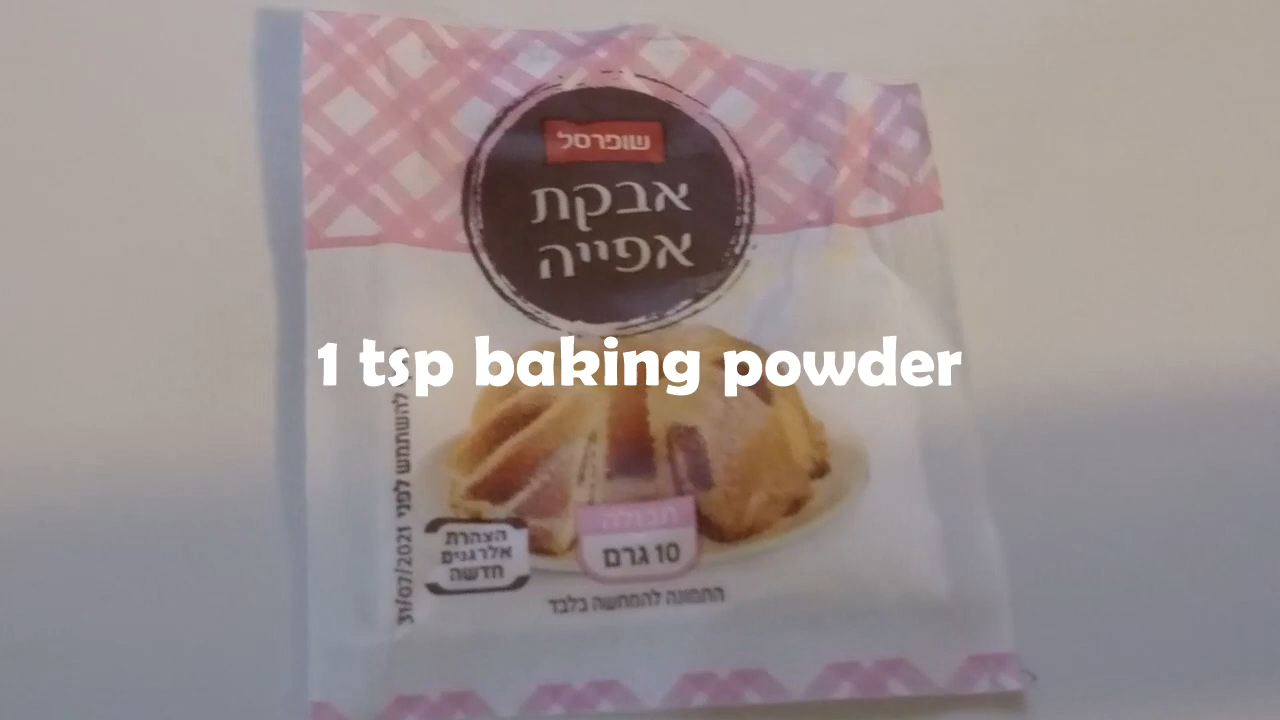 שופרסל
אבקת
אפייה
1 tsp baking powder
להשתמש לפני 31/07/2021
הצהרת
אלרגנים
חדשה
תכולה
10 גרם
התמונה להמחשה בלבד